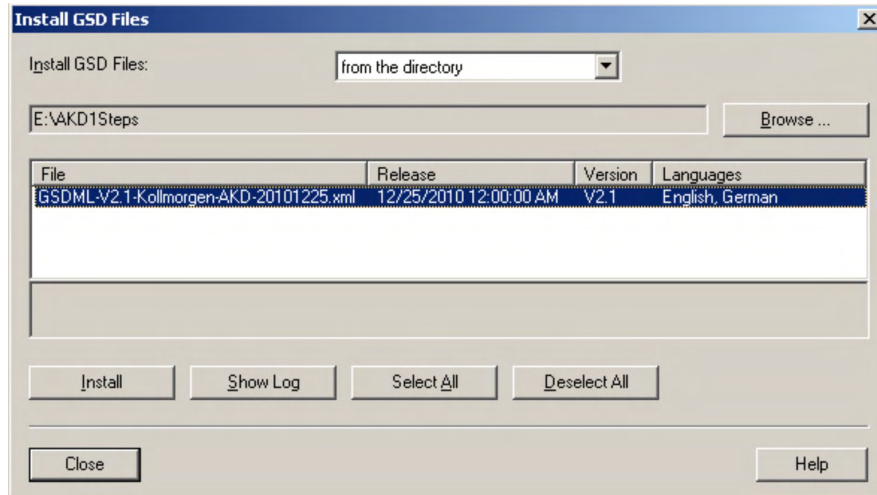 Install GSD Files
Install GSD Files: from the directory
E:\AKD1Steps Browse ...
File Release Version Languages
GSDML-V2.1-Kollmorgen-AKD-20101225.xml 12/25/2010 12:00:00 AM V2.1 English, German
Install Show Log Select All Deselect All
Close Help